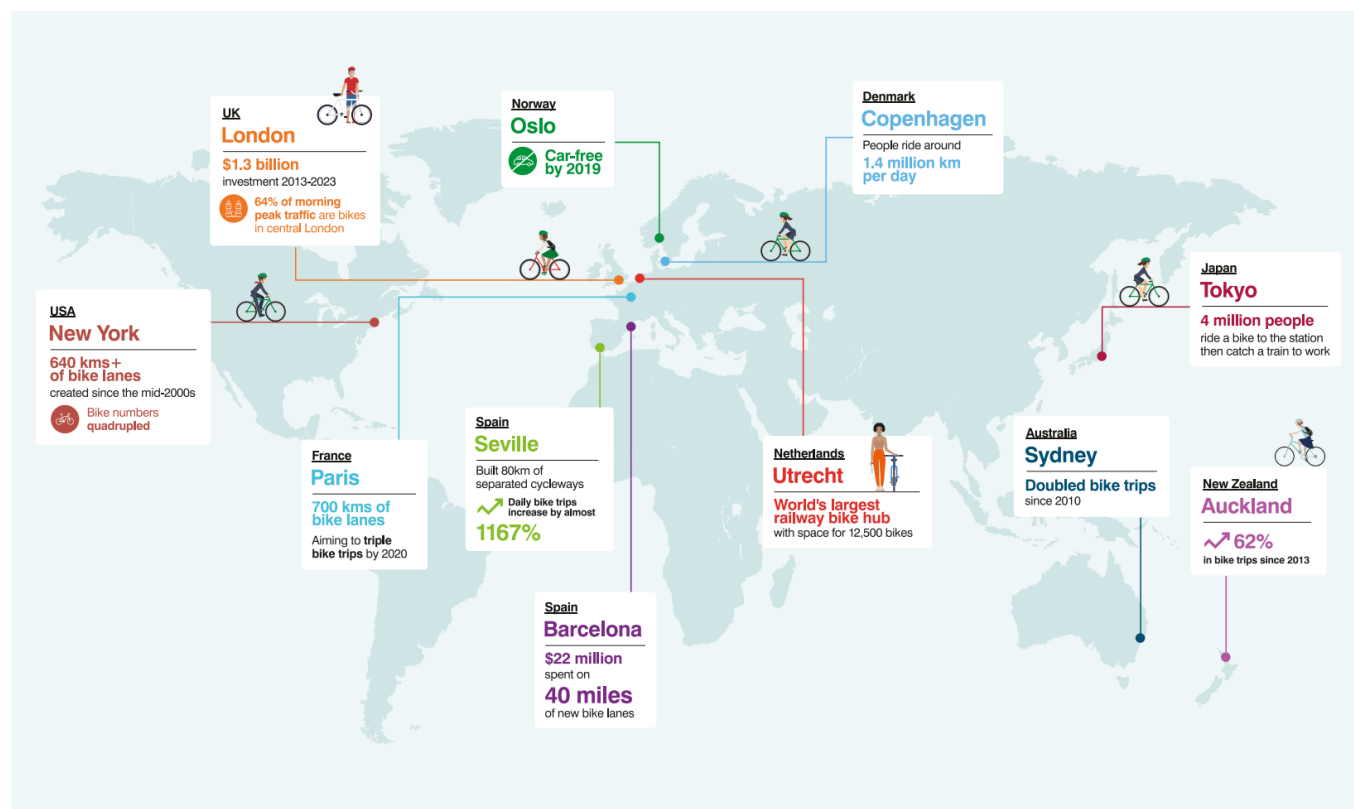 UK
London
$1.3 billion
investment 2013-2023
64% of morning
peak traffic are bikes
in central London
Norway
Oslo
Car-free
by 2019
Denmark
Copenhagen
People ride around
1.4 million km
per day
USA
New York
640 kms+
of bike lanes
created since the mid-2000s
Bike numbers
quadrupled
Japan
Tokyo
4 million people
ride a bike to the station
then catch a train to work
France
Paris
700 kms of
bike lanes
Aiming to triple
bike trips by 2020
Spain
Seville
Built 80km of
separated cycleways
Daily bike trips
increase by almost
1167%
Netherlands
Utrecht
World's largest
railway bike hub
with space for 12,500 bikes
Australia
Sydney
Doubled bike trips
since 2010
New Zealand
Auckland
62%
in bike trips since 2013
Spain
Barcelona
$22 million
spent on
40 miles
of new bike lanes